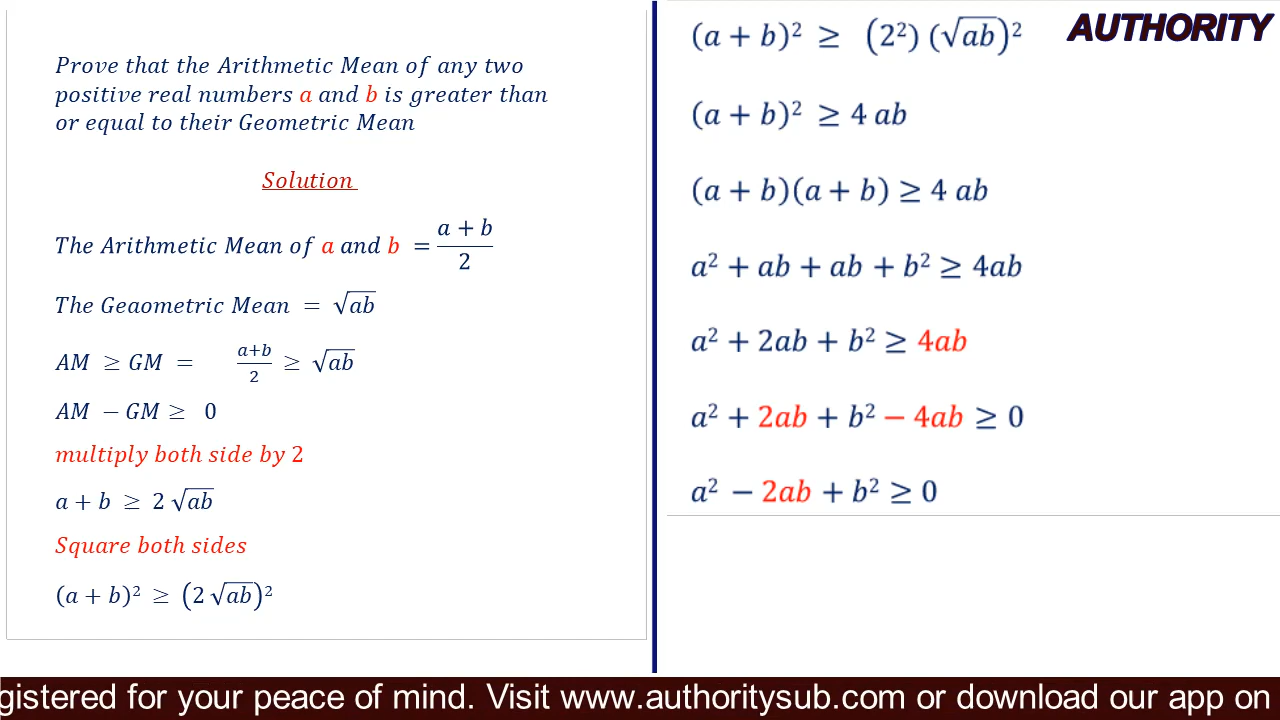 Prove that the Arithmetic Mean of any two
positive real numbers a and b is greater than
or equal to their Geometric Mean
Solution
The Arithmetic Mean of a and b = a + b / 2
The Geaometric Mean = √ab
AM ≥ GM = a+b / 2 ≥ √ab
AM − GM ≥ 0
multiply both side by 2
a + b ≥ 2 √ab
Square both sides
(a + b)² ≥ (2 √ab)²
AUTHORITY
(a + b)² ≥ (2²) (√ab)²
(a + b)² ≥ 4 ab
(a + b)(a + b) ≥ 4 ab
a² + ab + ab + b² ≥ 4ab
a² + 2ab + b² ≥ 4ab
a² + 2ab + b² − 4ab ≥ 0
a² − 2ab + b² ≥ 0
gistered for your peace of mind. Visit www.authoritysub.com or download our app on